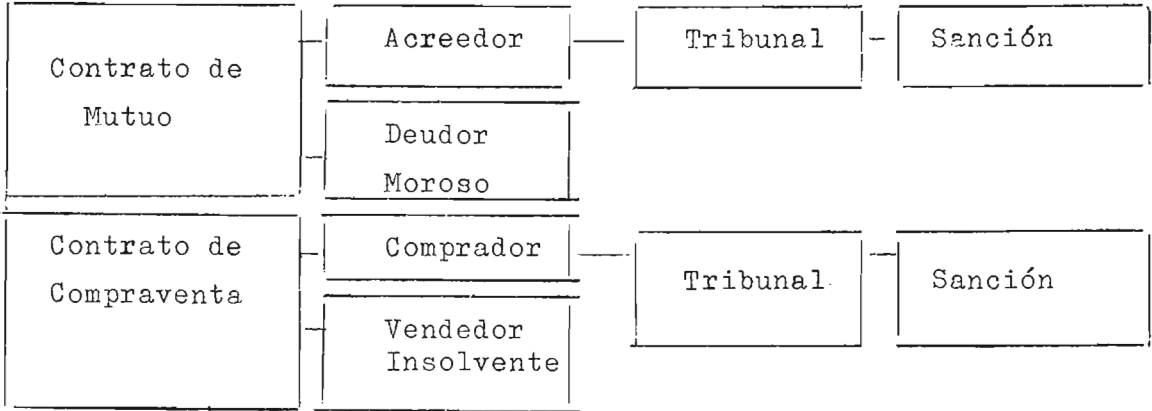 Contrato de
Mutuo
Acreedor
Tribunal
Sanción
Deudor
Moroso
Contrato de
Compraventa
Comprador
Tribunal
Sanción
Vendedor
Insolvente